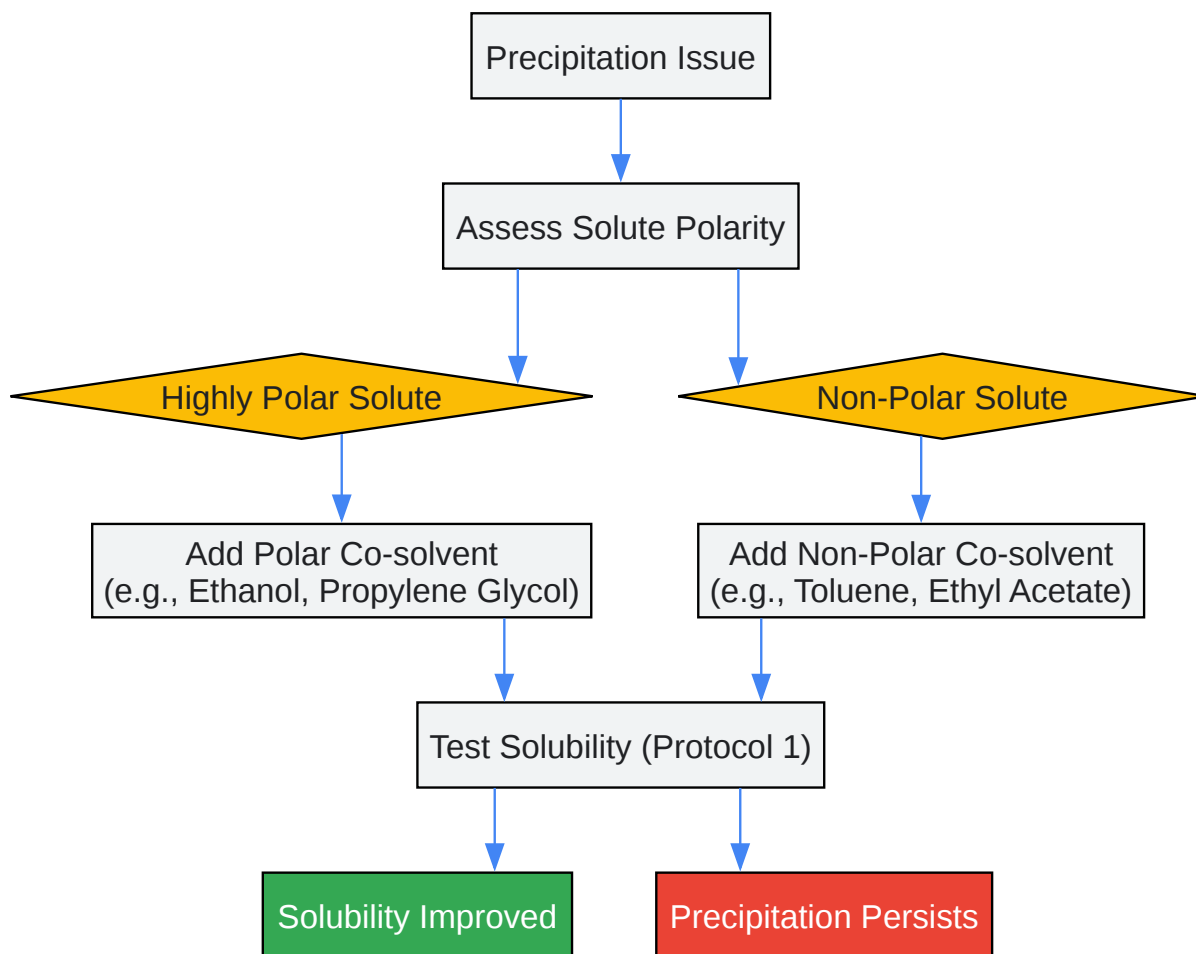 Precipitation Issue
Assess Solute Polarity
Highly Polar Solute
Non-Polar Solute
Add Polar Co-solvent
(e.g., Ethanol, Propylene Glycol)
Add Non-Polar Co-solvent
(e.g., Toluene, Ethyl Acetate)
Test Solubility (Protocol 1)
Solubility Improved
Precipitation Persists